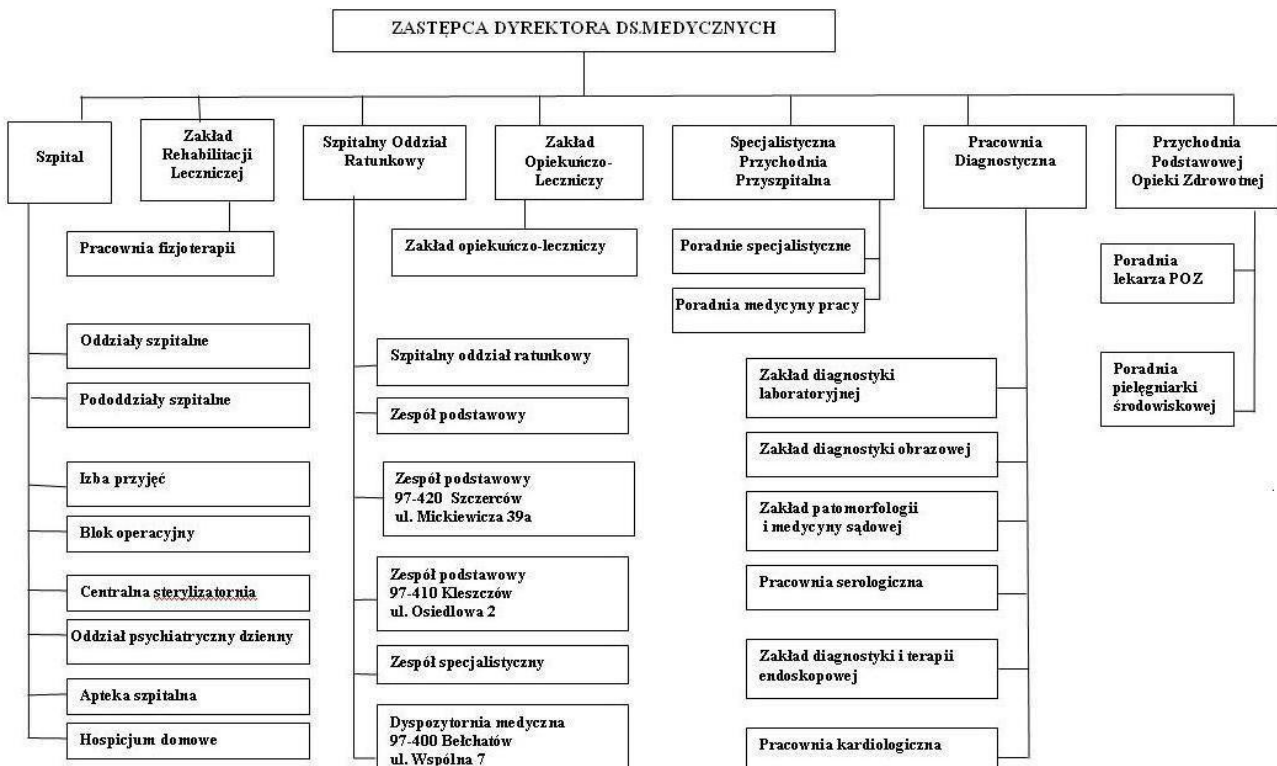 ZASTĘPCA DYREKTORA DS.MEDYCZNYCH
Szpital
Zakład
Rehabilitacji
Leczniczej
Szpitalny Oddział
Ratunkowy
Zakład
Opiekuńczo-
Leczniczy
Specjalistyczna
Przychodnia
Przyszpitalna
Pracownia
Diagnostyczna
Przychodnia
Podstawowej
Opieki Zdrowotnej
Pracownia fizjoterapii
Oddziały szpitalne
Pododdziały szpitalne
Izba przyjęć
Blok operacyjny
Centralna sterylizatornia
Oddział psychiatryczny dzienny
Apteka szpitalna
Hospicjum domowe
Szpitalny oddział ratunkowy
Zespół podstawowy
Zespół podstawowy
97-420 Szczerców
ul. Mickiewicza 39a
Zespół podstawowy
97-410 Kleszczów
ul. Osiedlowa 2
Zespół specjalistyczny
Dyspozytornia medyczna
97-400 Bełchatów
ul. Wspólna 7
Zakład opiekuńczo-leczniczy
Poradnie specjalistyczne
Poradnia medycyny pracy
Zakład diagnostyki
laboratoryjnej
Zakład diagnostyki obrazowej
Zakład patomorfologii
i medycyny sądowej
Pracownia serologiczna
Zakład diagnostyki i terapii
endoskopowej
Pracownia kardiologiczna
Poradnia
lekarza POZ
Poradnia
pielęgniarki
środowiskowej